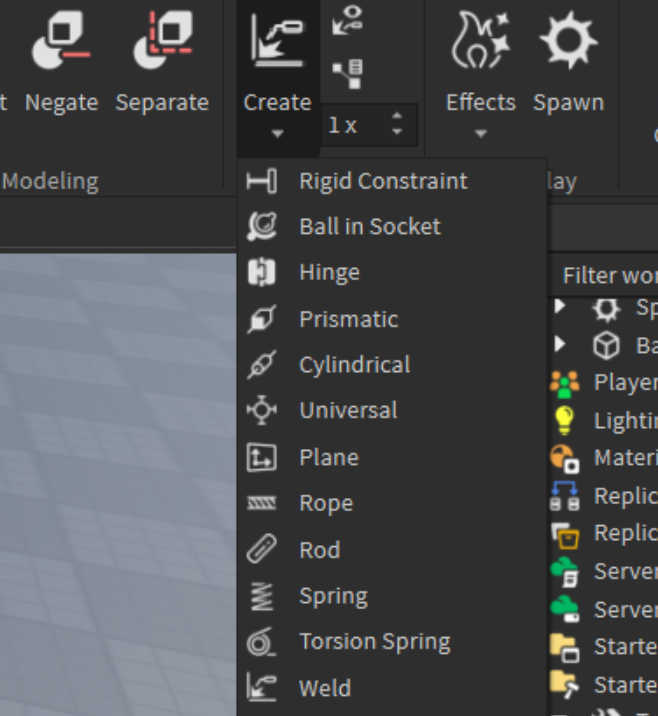 t Negate Separate Create Effects Spawn
1 x
Modeling
lay
Rigid Constraint
Ball in Socket
Hinge
Prismatic
Cylindrical
Universal
Plane
Rope
Rod
Spring
Torsion Spring
Weld
Filter wor
Sp
Ba
Player
Lightin
Materi
Replic
Replic
Server
Server
Starte
Starte